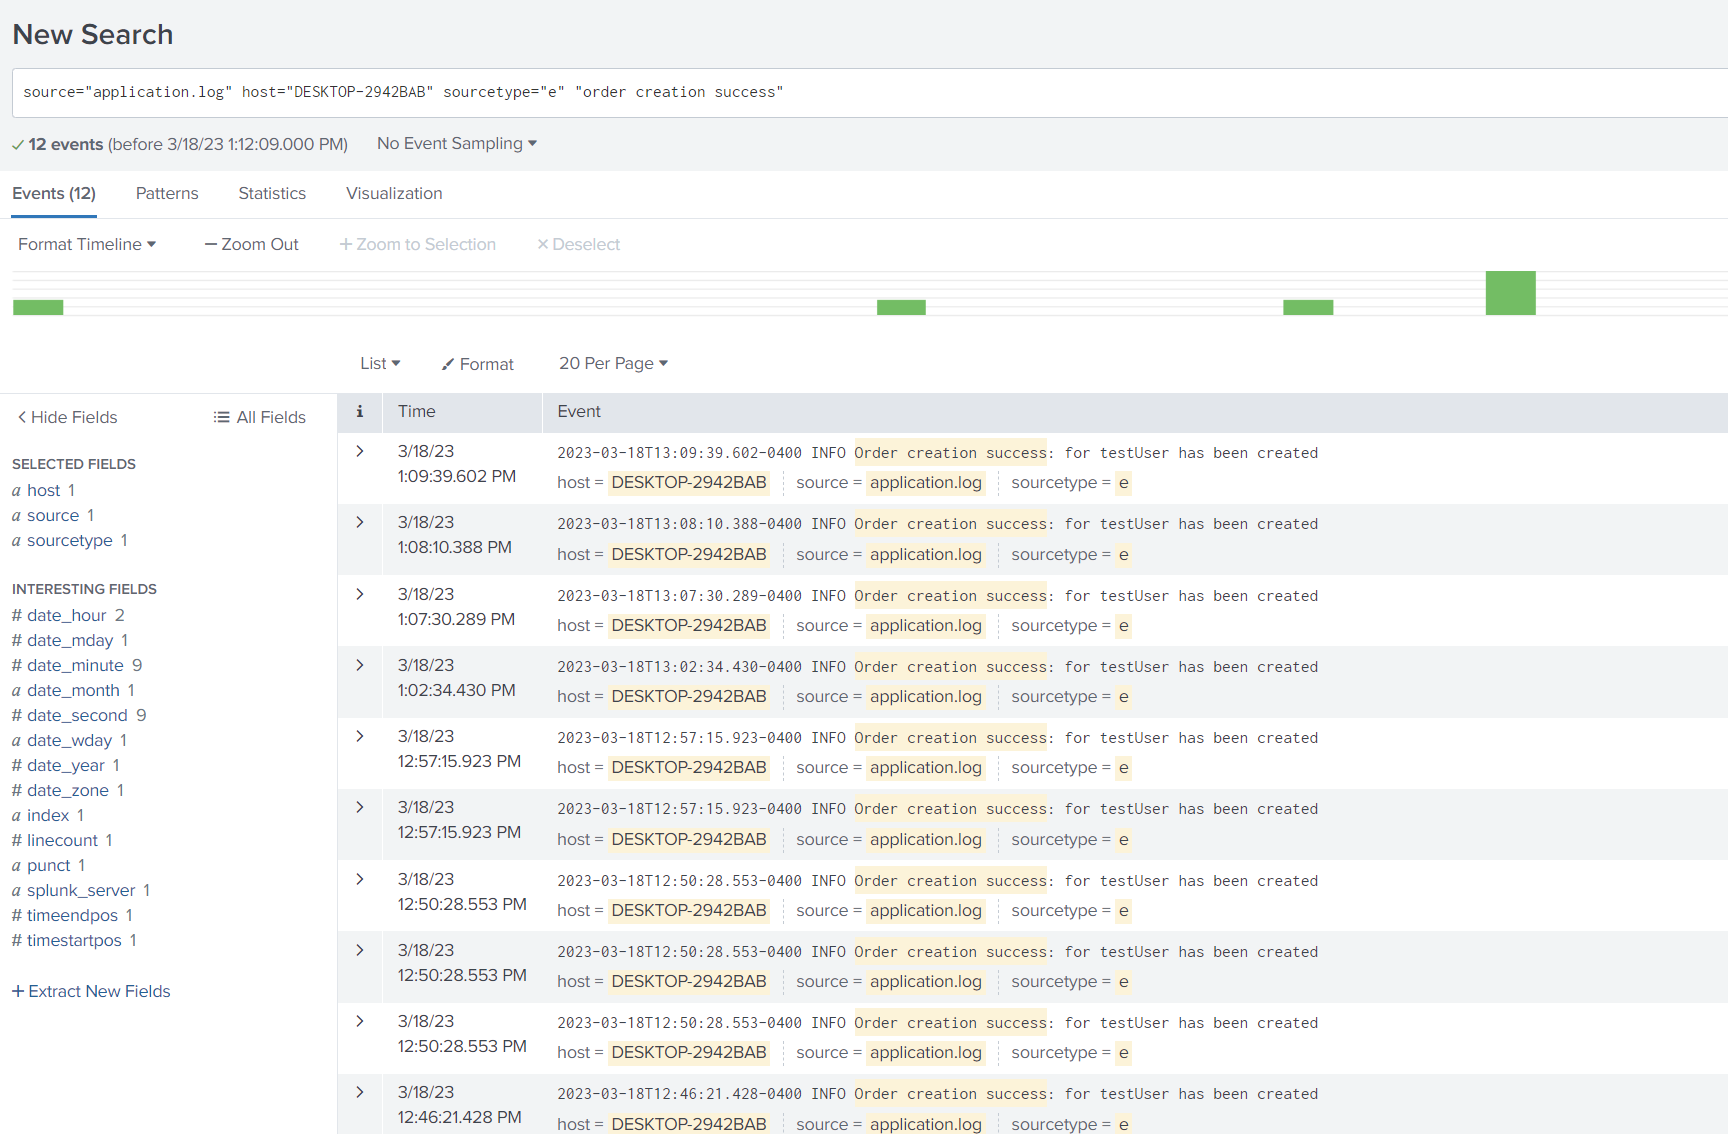 New Search
source="application.log" host="DESKTOP-2942BAB" sourcetype="e" "order creation success"
12 events (before 3/18/23 1:12:09.000 PM) No Event Sampling
Events (12) Patterns Statistics Visualization
Format Timeline — Zoom Out + Zoom to Selection × Deselect
List Format 20 Per Page
< Hide Fields All Fields
SELECTED FIELDS
a host 1
a source 1
a sourcetype 1
INTERESTING FIELDS
# date_hour 2
# date_mday 1
# date_minute 9
a date_month 1
# date_second 9
a date_wday 1
# date_year 1
# date_zone 1
a index 1
# linecount 1
a punct 1
a splunk_server 1
# timeendpos 1
# timestartpos 1
+ Extract New Fields
i Time Event
3/18/23
1:09:39.602 PM
2023-03-18T13:09:39.602-0400 INFO Order creation success: for testUser has been created
host = DESKTOP-2942BAB source = application.log sourcetype = e
3/18/23
1:08:10.388 PM
2023-03-18T13:08:10.388-0400 INFO Order creation success: for testUser has been created
host = DESKTOP-2942BAB source = application.log sourcetype = e
3/18/23
1:07:30.289 PM
2023-03-18T13:07:30.289-0400 INFO Order creation success: for testUser has been created
host = DESKTOP-2942BAB source = application.log sourcetype = e
3/18/23
1:02:34.430 PM
2023-03-18T13:02:34.430-0400 INFO Order creation success: for testUser has been created
host = DESKTOP-2942BAB source = application.log sourcetype = e
3/18/23
12:57:15.923 PM
2023-03-18T12:57:15.923-0400 INFO Order creation success: for testUser has been created
host = DESKTOP-2942BAB source = application.log sourcetype = e
3/18/23
12:57:15.923 PM
2023-03-18T12:57:15.923-0400 INFO Order creation success: for testUser has been created
host = DESKTOP-2942BAB source = application.log sourcetype = e
3/18/23
12:50:28.553 PM
2023-03-18T12:50:28.553-0400 INFO Order creation success: for testUser has been created
host = DESKTOP-2942BAB source = application.log sourcetype = e
3/18/23
12:50:28.553 PM
2023-03-18T12:50:28.553-0400 INFO Order creation success: for testUser has been created
host = DESKTOP-2942BAB source = application.log sourcetype = e
3/18/23
12:50:28.553 PM
2023-03-18T12:50:28.553-0400 INFO Order creation success: for testUser has been created
host = DESKTOP-2942BAB source = application.log sourcetype = e
3/18/23
12:46:21.428 PM
2023-03-18T12:46:21.428-0400 INFO Order creation success: for testUser has been created
host = DESKTOP-2942BAB source = application.log sourcetype = e